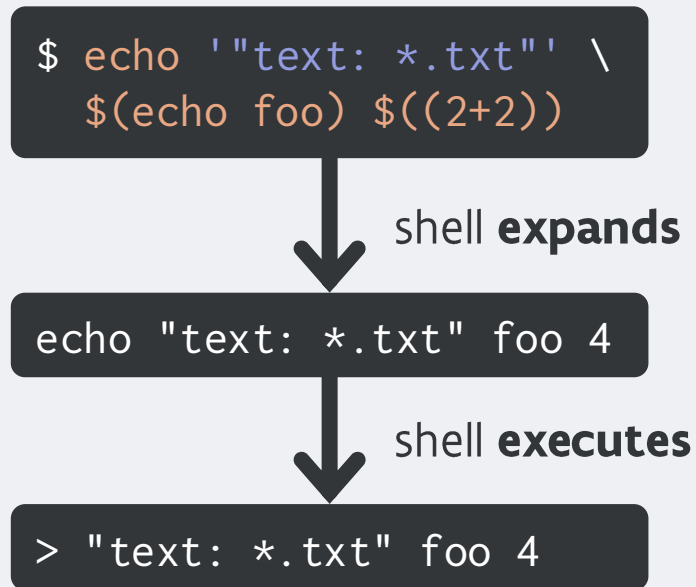 $ echo '"text: *.txt"' \
$(echo foo) $((2+2))
shell expands
echo "text: *.txt" foo 4
shell executes
> "text: *.txt" foo 4